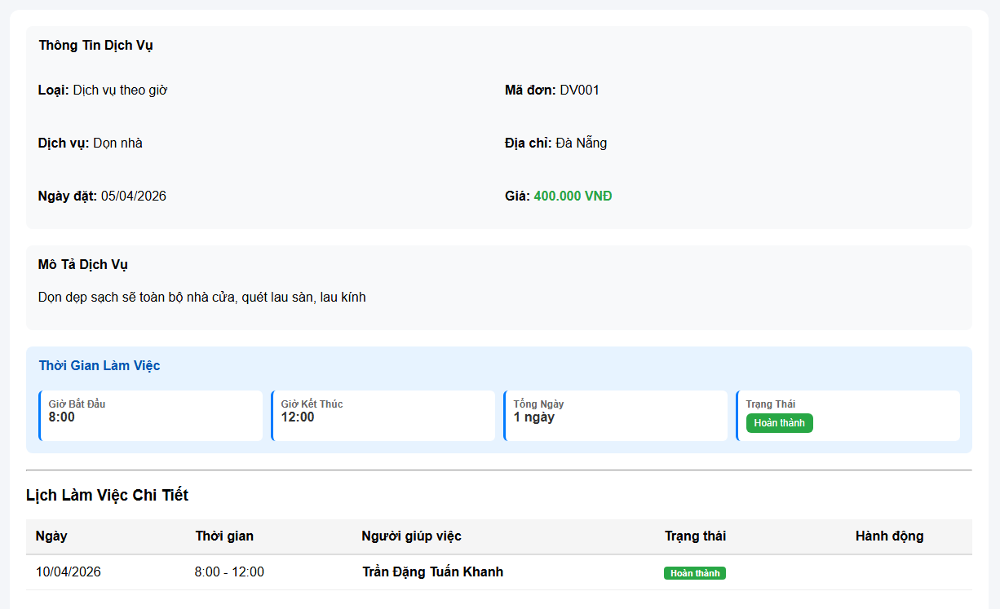 Thông Tin Dịch Vụ
Loại: Dịch vụ theo giờ
Mã đơn: DV001
Dịch vụ: Dọn nhà
Địa chỉ: Đà Nẵng
Ngày đặt: 05/04/2026
Giá: 400.000 VNĐ
Mô Tả Dịch Vụ
Dọn dẹp sạch sẽ toàn bộ nhà cửa, quét lau sàn, lau kính
Thời Gian Làm Việc
Giờ Bắt Đầu
8:00
Giờ Kết Thúc
12:00
Tổng Ngày
1 ngày
Trạng Thái
Hoàn thành
Lịch Làm Việc Chi Tiết
Ngày Thời gian Người giúp việc Trạng thái Hành động
10/04/2026 8:00 - 12:00 Trần Đặng Tuấn Khanh Hoàn thành